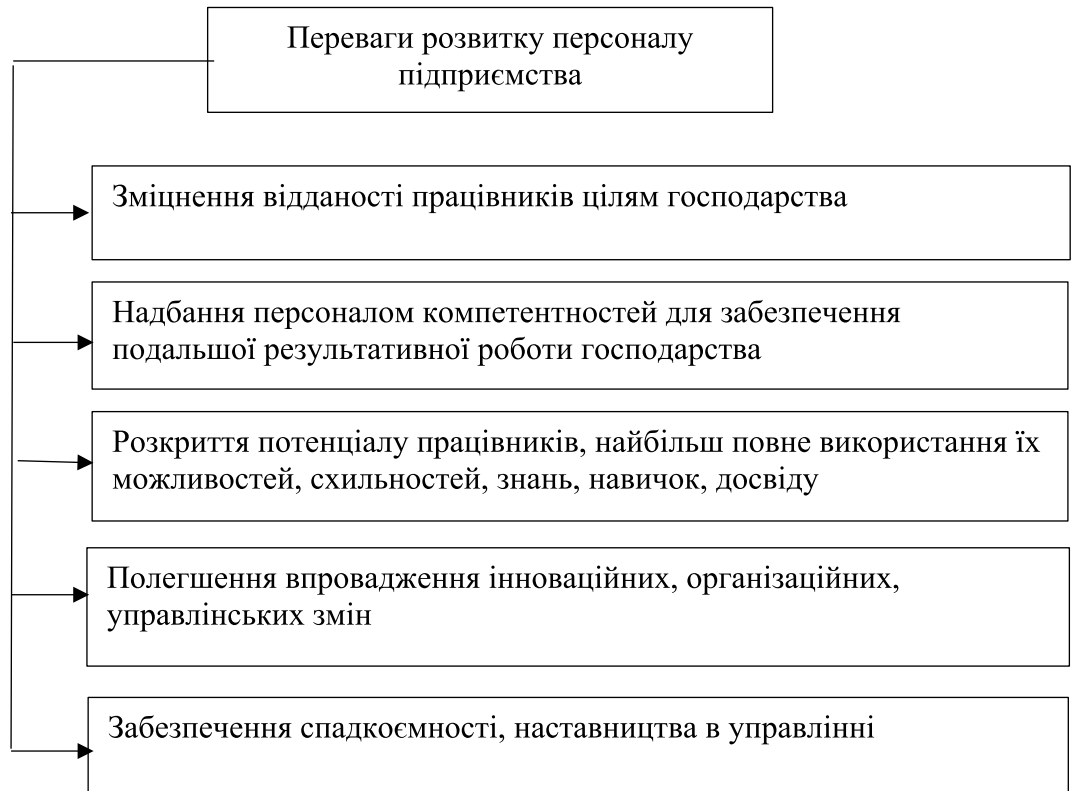 Переваги розвитку персоналу
підприємства
Зміцнення відданості працівників цілям господарства
Надбання персоналом компетентностей для забезпечення
подальшої результативної роботи господарства
Розкриття потенціалу працівників, найбільш повне використання їх
можливостей, схильностей, знань, навичок, досвіду
Полегшення впровадження інноваційних, організаційних,
управлінських змін
Забезпечення спадкоємності, наставництва в управлінні